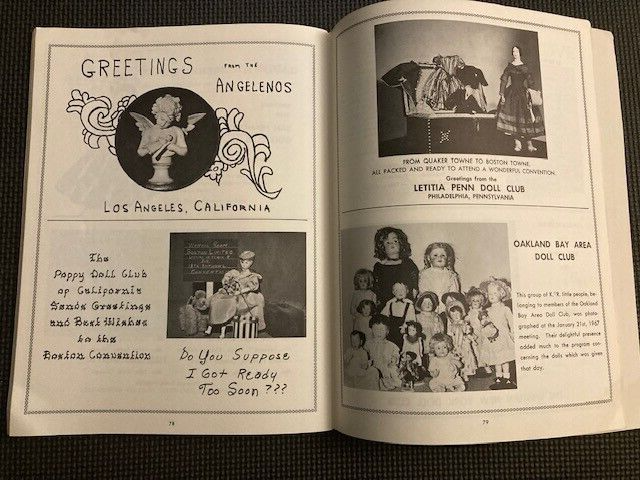 GREETINGS FROM THE
ANGELENOS
LOS ANGELES, CALIFORNIA
The
Poppy Doll Club
of California
Sends Greetings
and Best Wishes
to the
Boston Convention
BOSTON LIMITED
CONVENTION
Do You Suppose
I Got Ready
Too Soon ???
78
FROM QUAKER TOWNE TO BOSTON TOWNE,
ALL PACKED AND READY TO ATTEND A WONDERFUL CONVENTION.
Greetings from the
LETITIA PENN DOLL CLUB
PHILADELPHIA, PENNSYLVANIA
OAKLAND BAY AREA
DOLL CLUB
This group of K.*R. little people, be-
longing to members of the Oakland
Bay Area Doll Club, was photo-
graphed at the January 21st, 1967
meeting. Their delightful presence
added much to the program con-
cerning the dolls which was given
that day.
79